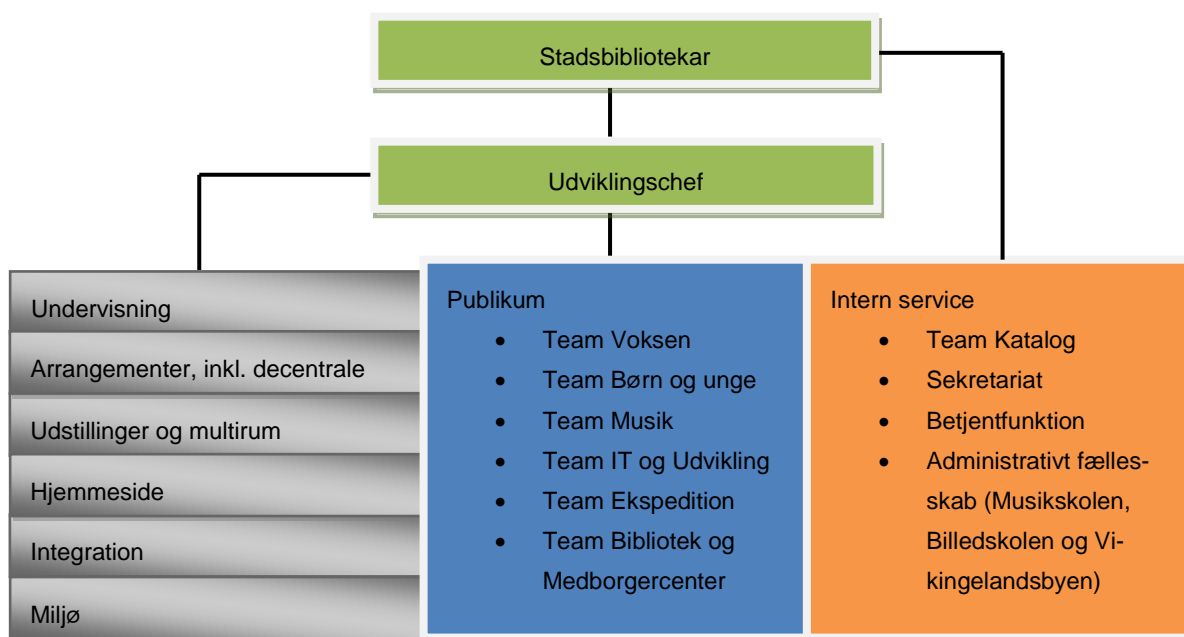 Stadsbibliotekar
Udviklingschef
Undervisning
Arrangementer, inkl. decentrale
Udstillinger og multirum
Hjemmeside
Integration
Miljø
Publikum
• Team Voksen
• Team Børn og unge
• Team Musik
• Team IT og Udvikling
• Team Ekspedition
• Team Bibliotek og
Medborgercenter
Intern service
• Team Katalog
• Sekretariat
• Betjentfunktion
• Administrativt fælles-
skab (Musikskolen,
Billedskolen og Vi-
kingelandsbyen)